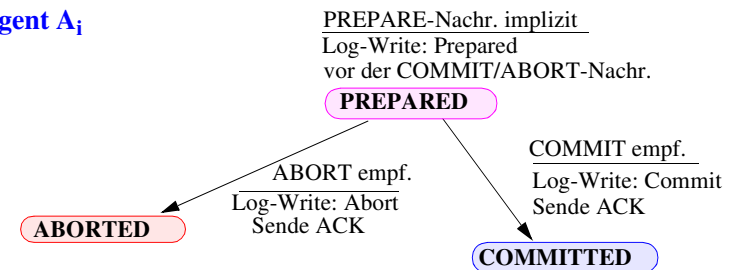 gent Ai
PREPARE-Nachr. implizit
Log-Write: Prepared
vor der COMMIT/ABORT-Nachr.
PREPARED
ABORT empf.
Log-Write: Abort
Sende ACK
COMMIT empf.
Log-Write: Commit
Sende ACK
ABORTED
COMMITTED